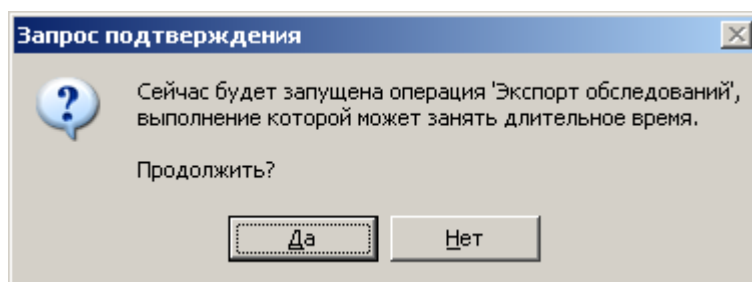 Запрос подтверждения
Сейчас будет запущена операция 'Экспорт обследований',
выполнение которой может занять длительное время.
Продолжить?
Да
Нет